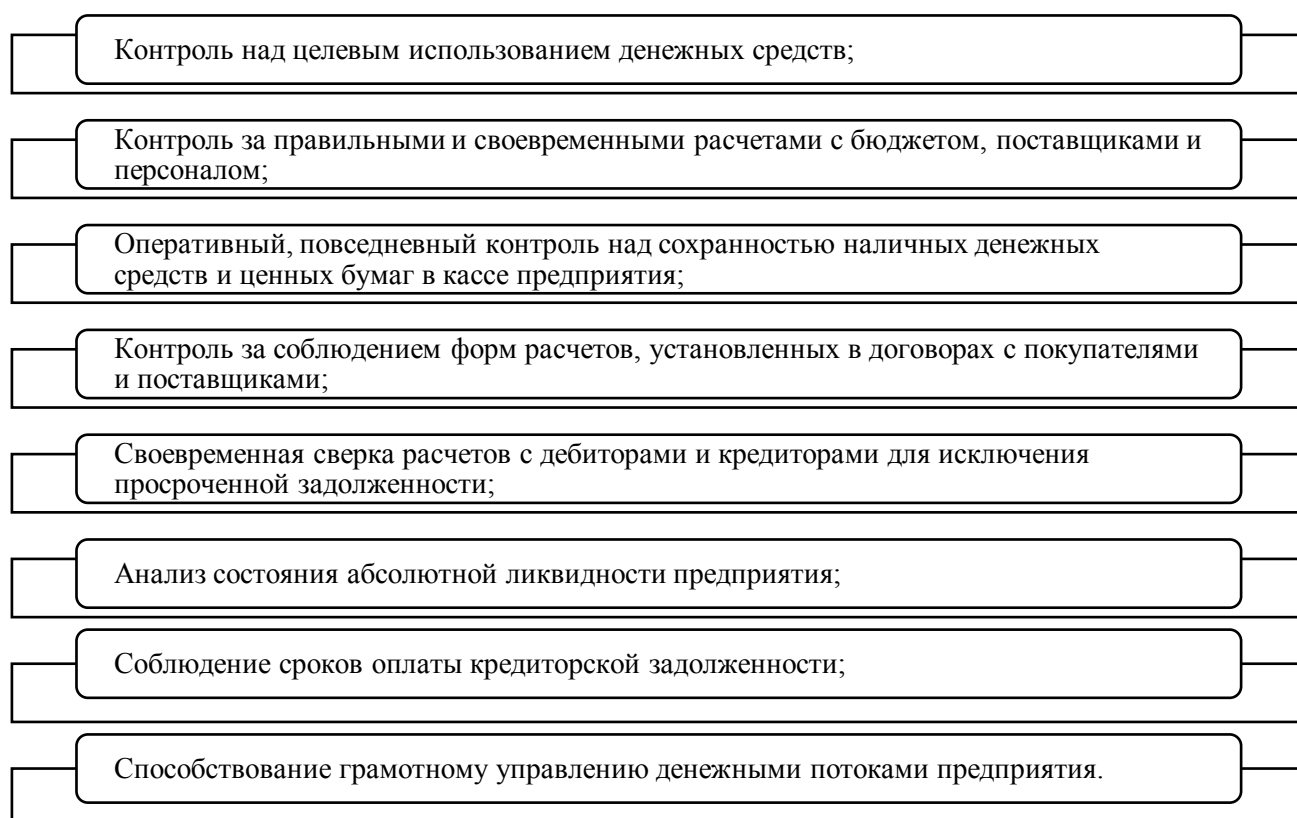 Контроль над целевым использованием денежных средств;
Контроль за правильными и своевременными расчетами с бюджетом, поставщиками и
персоналом;
Оперативный, повседневный контроль над сохранностью наличных денежных
средств и ценных бумаг в кассе предприятия;
Контроль за соблюдением форм расчетов, установленных в договорах с покупателями
и поставщиками;
Своевременная сверка расчетов с дебиторами и кредиторами для исключения
просроченной задолженности;
Анализ состояния абсолютной ликвидности предприятия;
Соблюдение сроков оплаты кредиторской задолженности;
Способствование грамотному управлению денежными потоками предприятия.